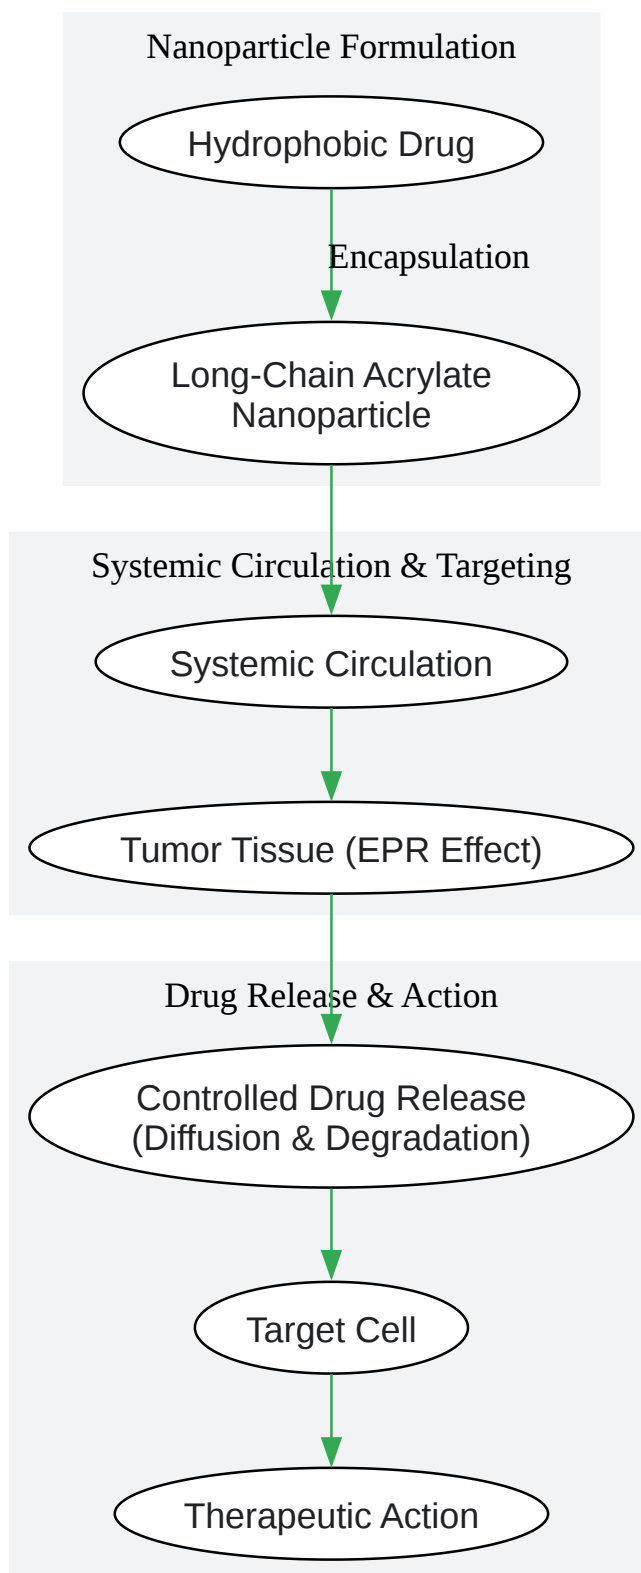 Nanoparticle Formulation
Hydrophobic Drug
Encapsulation
Long-Chain Acrylate
Nanoparticle
Systemic Circulation & Targeting
Systemic Circulation
Tumor Tissue (EPR Effect)
Drug Release & Action
Controlled Drug Release
(Diffusion & Degradation)
Target Cell
Therapeutic Action